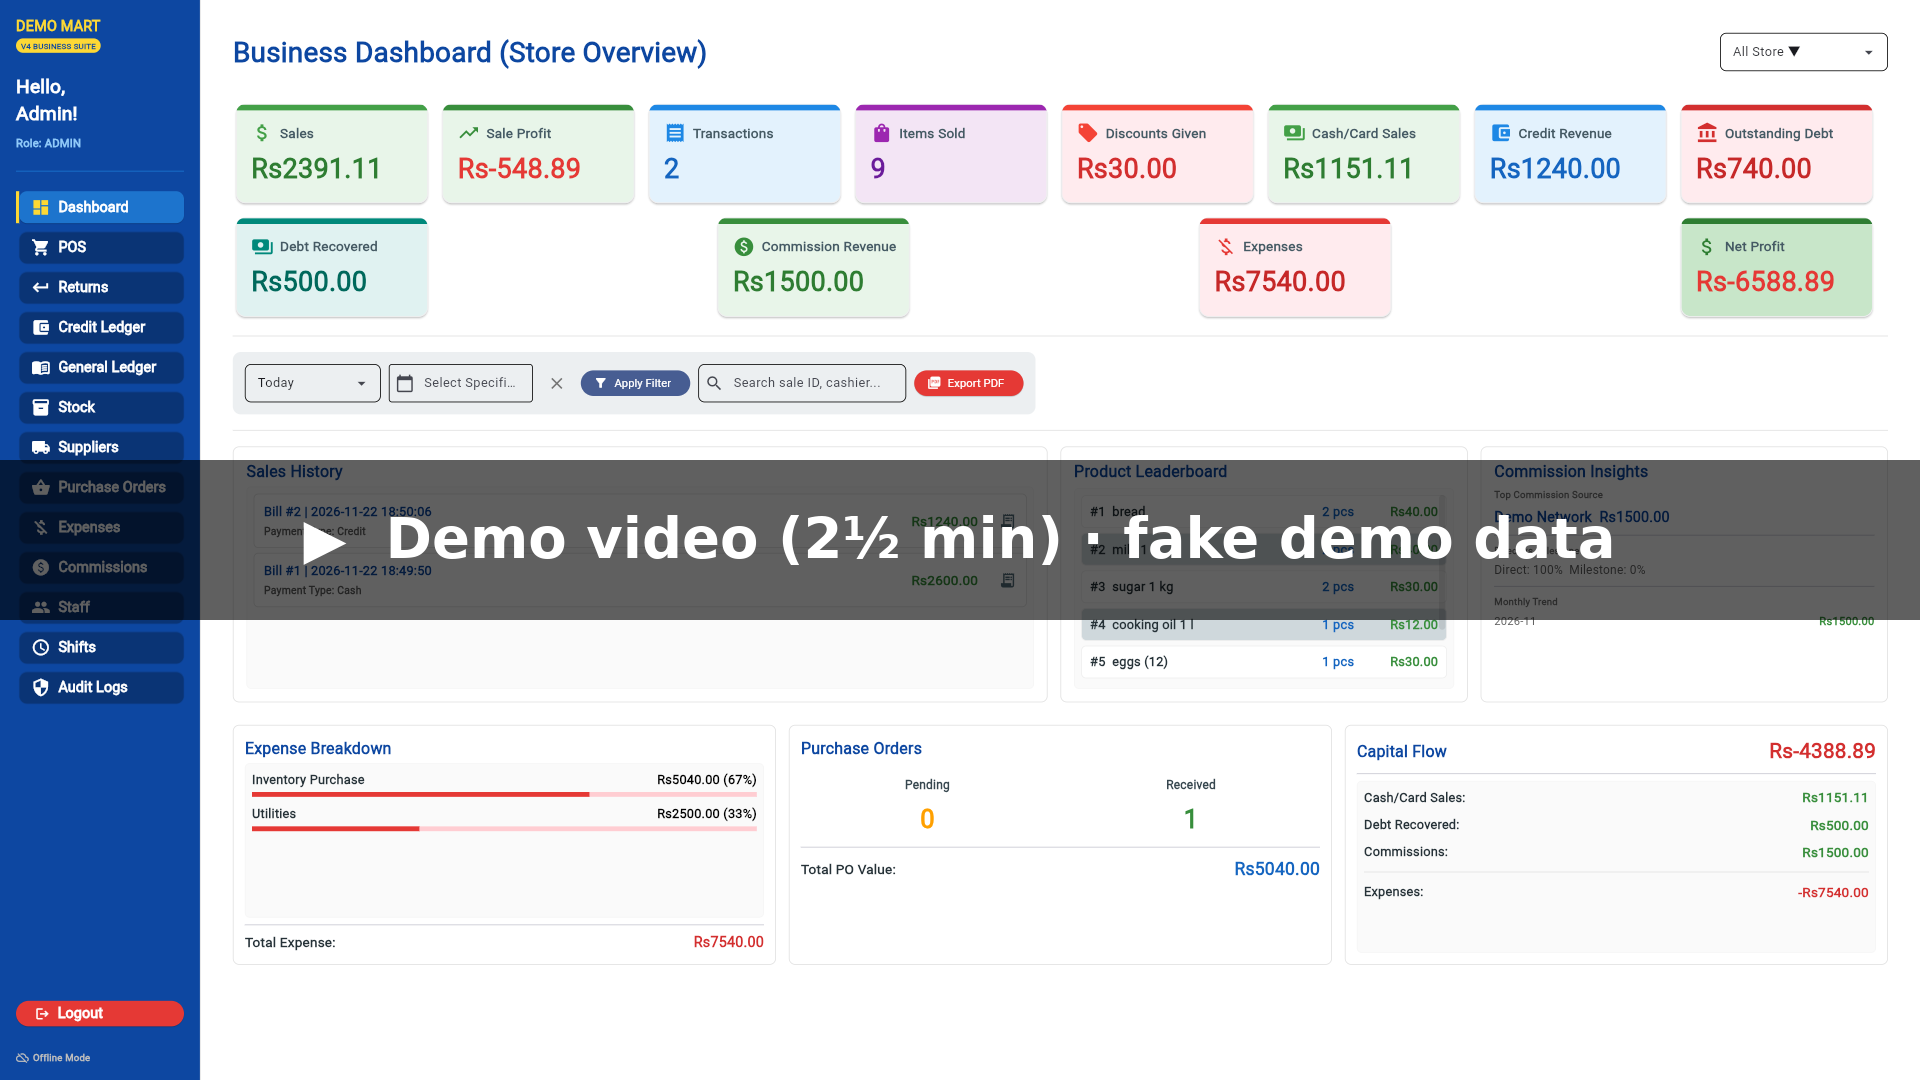 DEMO MART
V4 BUSINESS SUITE
Hello,
Admin!
Role: ADMIN
Dashboard
POS
Returns
Credit Ledger
General Ledger
Stock
Suppliers
Purchase Orders
Expenses
Commissions
Staff
Shifts
Audit Logs
Logout
Offline Mode
Business Dashboard (Store Overview)
All Store ▼
Sales
Rs2391.11
Sale Profit
Rs-548.89
Transactions
2
Items Sold
9
Discounts Given
Rs30.00
Cash/Card Sales
Rs1151.11
Credit Revenue
Rs1240.00
Outstanding Debt
Rs740.00
Debt Recovered
Rs500.00
Commission Revenue
Rs1500.00
Expenses
Rs7540.00
Net Profit
Rs-6588.89
Today
Select Specifi...
Apply Filter
Search sale ID, cashier...
Export PDF
Sales History
Bill #2 | 2026-11-22 18:50:06
Payment Type: Credit
Rs1240.00
Bill #1 | 2026-11-22 18:49:50
Payment Type: Cash
Rs2600.00
▶ Demo video (2½ min) · fake demo data
Product Leaderboard
#1 bread 2 pcs Rs40.00
#2
#3 sugar 1 kg 2 pcs Rs30.00
#4 cooking oil 1 l 1 pcs Rs12.00
#5 eggs (12) 1 pcs Rs30.00
Commission Insights
Top Commission Source
Demo Network Rs1500.00
Direct: 100% Milestone: 0%
Monthly Trend
2026-11 Rs1500.00
Expense Breakdown
Inventory Purchase Rs5040.00 (67%)
Utilities Rs2500.00 (33%)
Total Expense: Rs7540.00
Purchase Orders
Pending Received
0 1
Total PO Value: Rs5040.00
Capital Flow Rs-4388.89
Cash/Card Sales: Rs1151.11
Debt Recovered: Rs500.00
Commissions: Rs1500.00
Expenses: -Rs7540.00